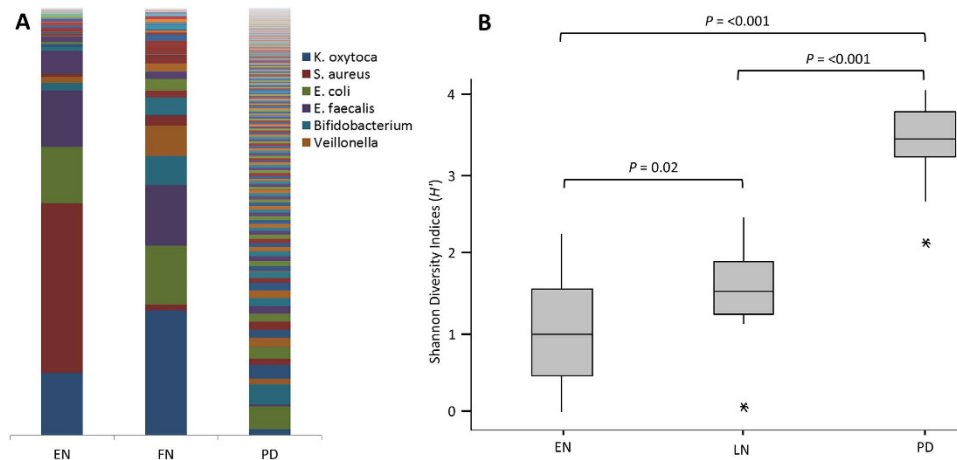 A
K. oxytoca
S. aureus
E. coli
E. faecalis
Bifidobacterium
Veillonella
EN FN PD
B
P = <0.001
P = <0.001
P = 0.02
Shannon Diversity Indices (H')
4
3
2
1
0
EN LN PD